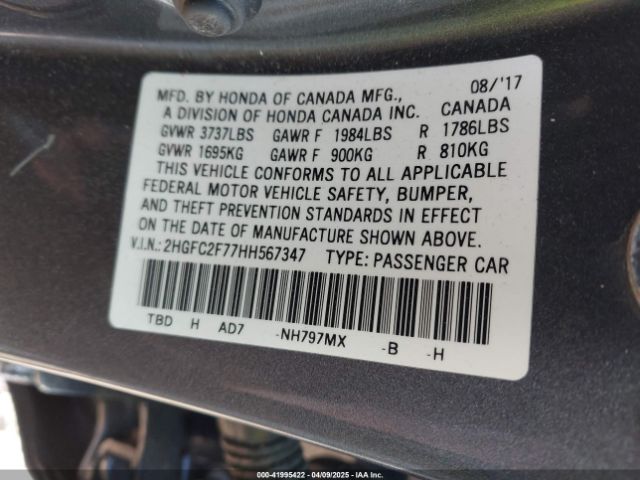 MFD. BY HONDA OF CANADA MFG., 08/'17
A DIVISION OF HONDA CANADA INC. CANADA
GVWR 3737LBS GAWR F 1984LBS R 1786LBS
GVWR 1695KG GAWR F 900KG R 810KG
THIS VEHICLE CONFORMS TO ALL APPLICABLE
FEDERAL MOTOR VEHICLE SAFETY, BUMPER,
AND THEFT PREVENTION STANDARDS IN EFFECT
ON THE DATE OF MANUFACTURE SHOWN ABOVE.
V.I.N.: 2HGFC2F77HH567347 TYPE: PASSENGER CAR
TBD H AD7 -NH797MX -B -H
000-41995422 - 04/09/2025 - IAAI.com